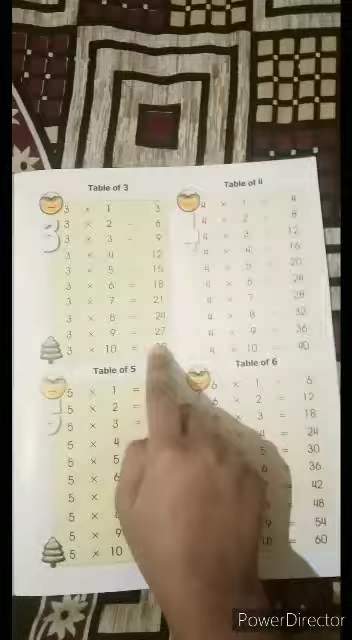 Table of 3
3 × 1 3
3 × 2 - 6
3 × 3 - 9
3 × 4 12
3 × 5 - 15
3 × 6 = 18
3 × 7 = 21
3 × 8 - 24
3 × 9 - 27
3 × 10 =
Table of 4
4 × 1 - 4
4 × 2 - 8
4 × 3 12
4 × 4 - 16
4 × 5 20
4 × 6 24
4 × 7 28
4 × 8 - 32
4 × 9 - 36
4 × 10 - 40
Table of 5
5 × 1 =
5 × 2 =
5 × 3 =
5 × 4
5 × 5
5 × 6
5 ×
5 ×
5 × 9
5 × 10
Table of 6
6 × 1 - 6
6 × 2 = 12
× 3 = 18
4 = 24
= 30
6 = 36
42
= 48
9 = 54
10 = 60
PowerDirector